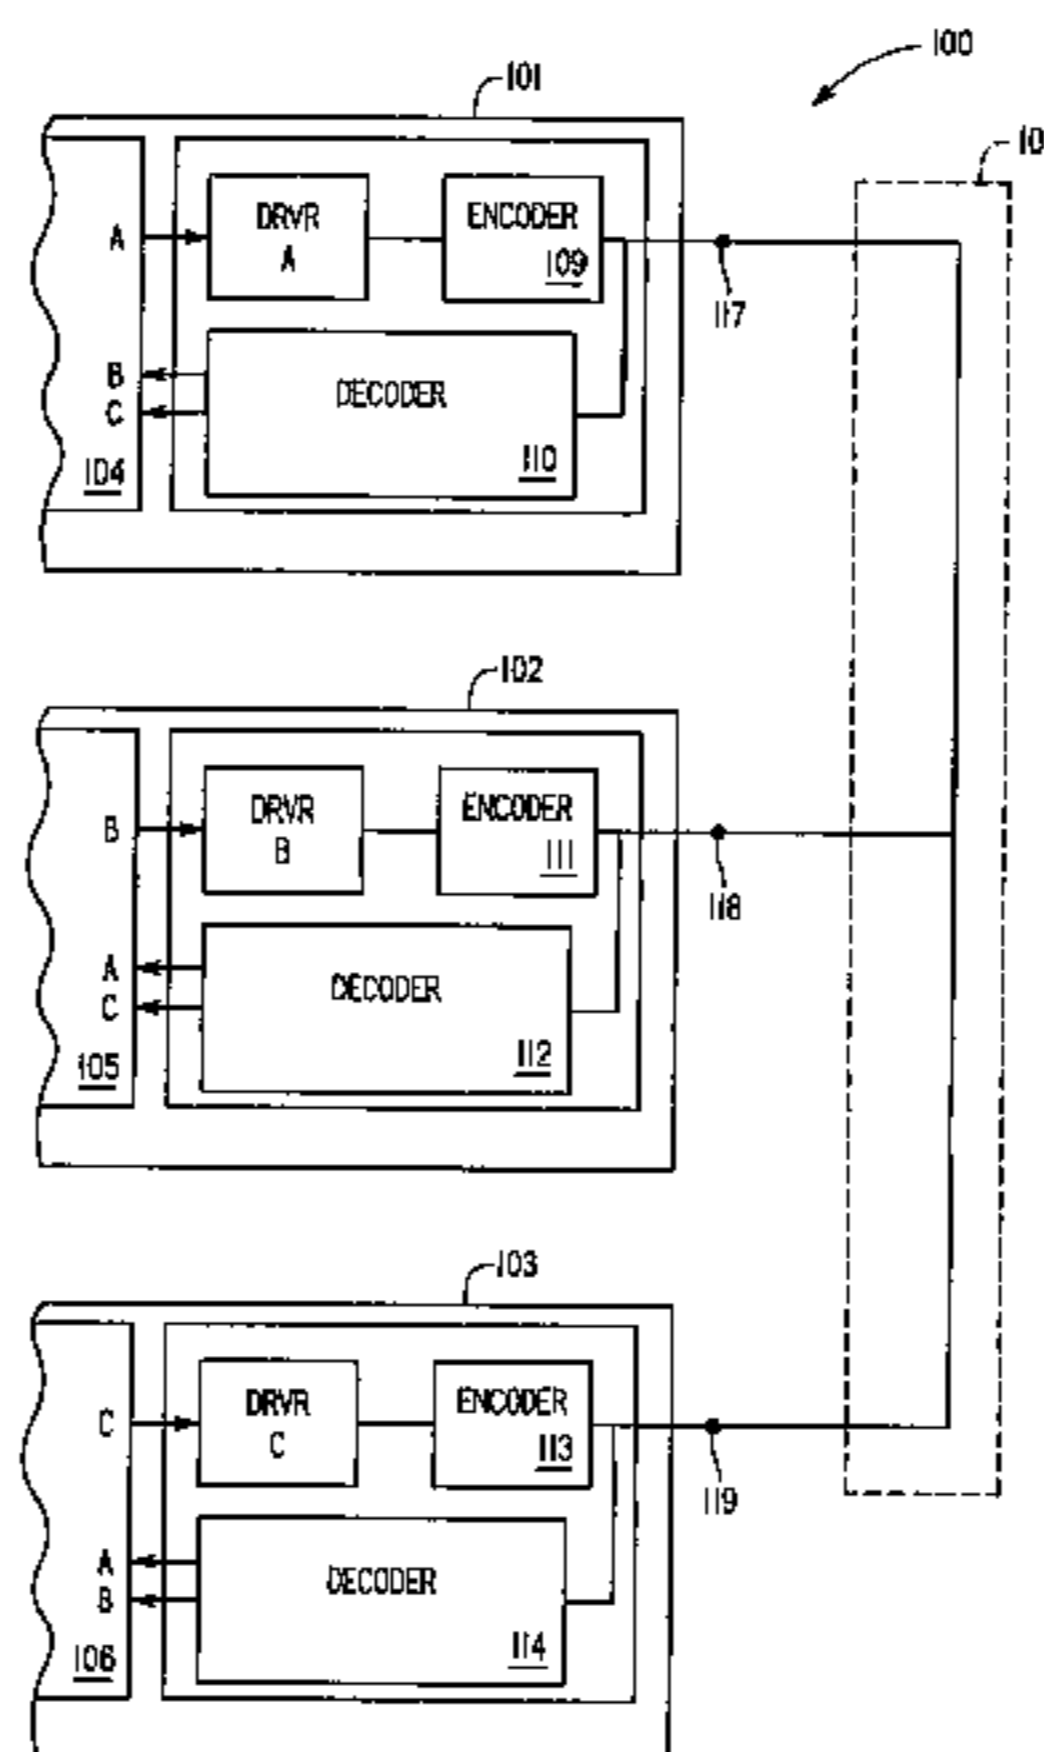 100
101
10
A
DRVR
A
ENCODER
109
117
B
C
DECODER
104
110
102
B
DRVR
B
ENCODER
111
118
A
C
DECODER
105
112
103
C
DRVR
C
ENCODER
113
119
A
B
DECODER
106
114